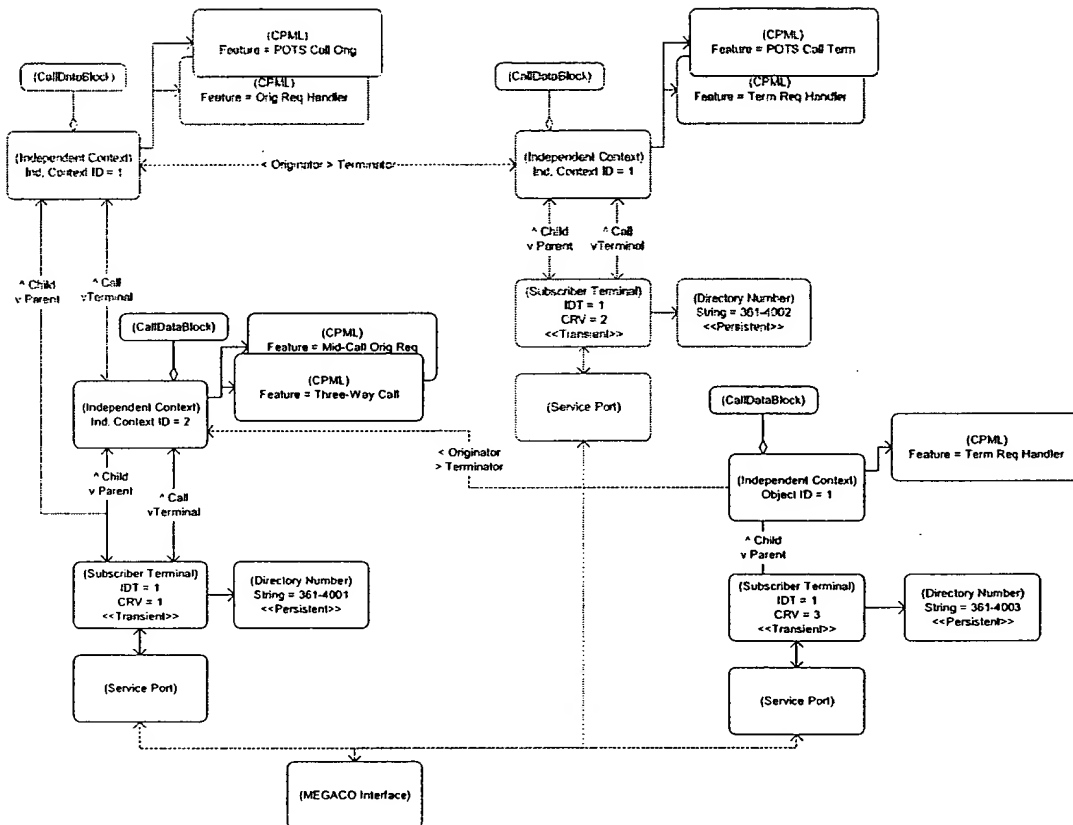 (CPML)
Feature = POTS Call Ong
(CallDataBlock)
(CPML)
Feature = Orig Req Handler
(Independent Context)
Ind. Context ID = 1
< Originator > Terminator
(CPML)
Feature = POTS Call Term
(CallDataBlock)
(CPML)
Feature = Term Req Handler
(Independent Context)
Ind. Context ID = 1
^ Child
v Parent
^ Call
vTerminal
^ Child
v Parent
^ Call
vTerminal
(Subscriber Terminal)
IDT = 1
CRV = 2
<<Transient>>
(Directory Number)
String = 361-4002
<<Persistent>>
(Service Port)
(CallDataBlock)
(CPML)
Feature = Mid-Call Orig Req
(CPML)
Feature = Three-Way Call
(Independent Context)
Ind. Context ID = 2
< Originator
> Terminator
^ Child
v Parent
^ Call
vTerminal
(CallDataBlock)
(CPML)
Feature = Term Req Handler
(Independent Context)
Object ID = 1
^ Child
v Parent
(Subscriber Terminal)
IDT = 1
CRV = 1
<<Transient>>
(Directory Number)
String = 361-4001
<<Persistent>>
(Service Port)
(Subscriber Terminal)
IDT = 1
CRV = 3
<<Transient>>
(Directory Number)
String = 361-4003
<<Persistent>>
(Service Port)
(MEGACO Interface)